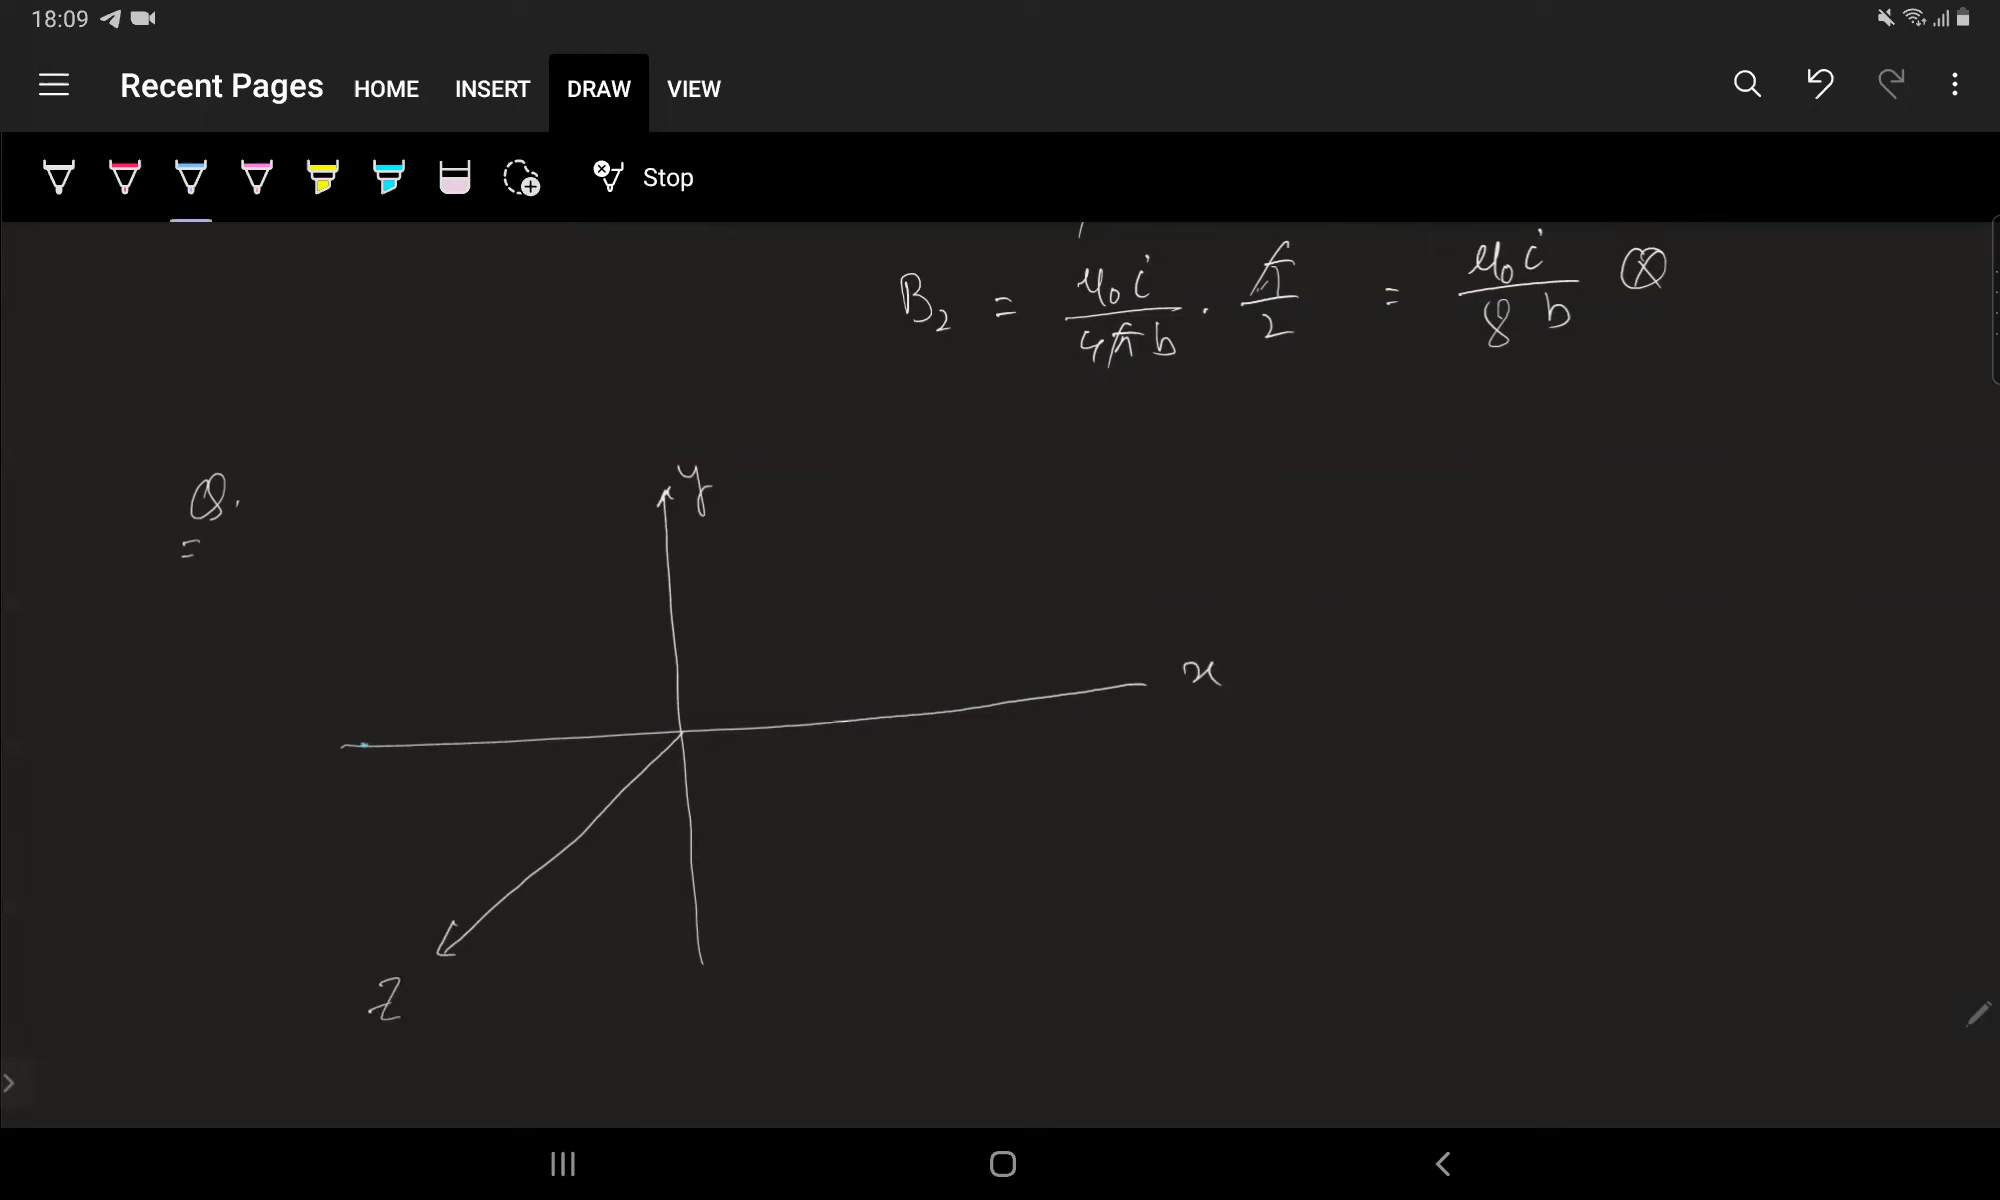 18:09
Recent Pages HOME INSERT DRAW VIEW
Stop
B₂ = μ₀i / 4πb · π / 2 = μ₀i / 8b ⊗
Q.
y
x
z